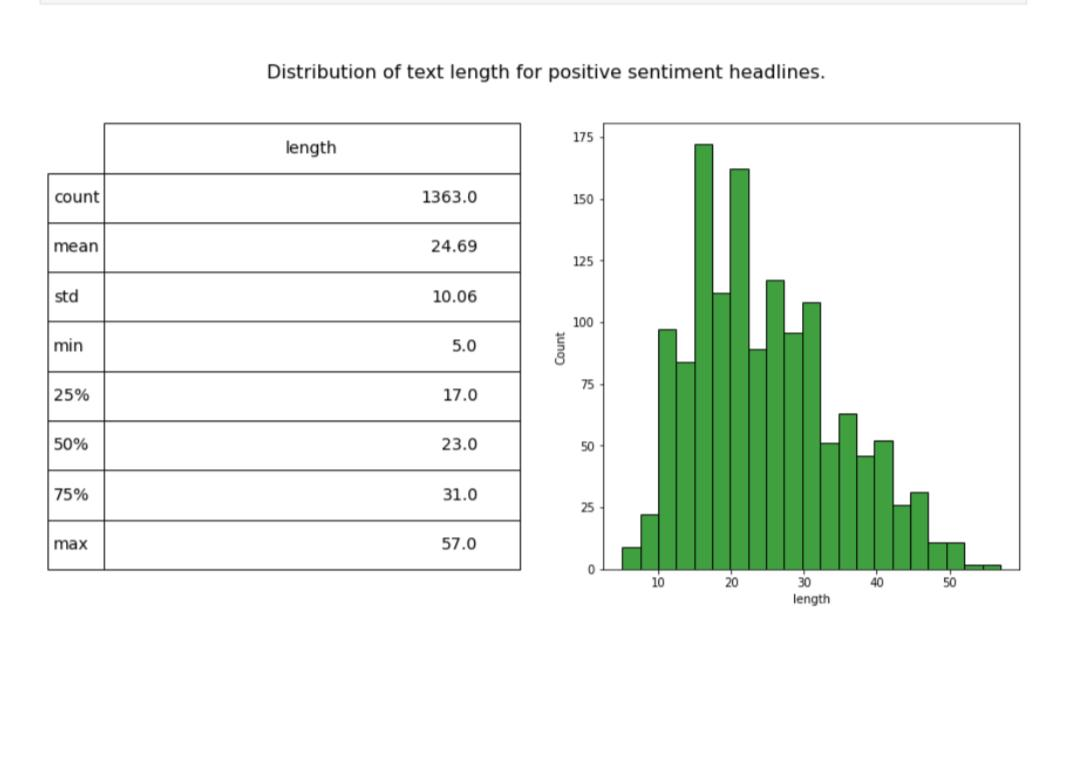 Distribution of text length for positive sentiment headlines.
length
count 1363.0
mean 24.69
std 10.06
min 5.0
25% 17.0
50% 23.0
75% 31.0
max 57.0
175
150
125
100
75
50
25
0
Count
10 20 30 40 50
length